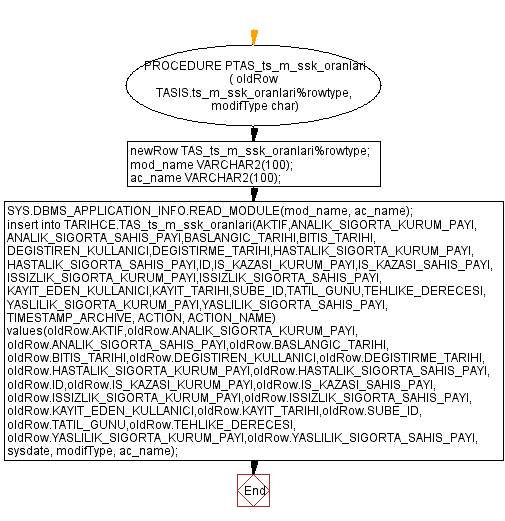 PROCEDURE PTAS_ts_m_ssk_oranlari
( oldRow
TASIS.ts_m_ssk_oranlari%rowtype,
modifType char)
newRow TAS_ts_m_ssk_oranlari%rowtype;
mod_name VARCHAR2(100);
ac_name VARCHAR2(100);
SYS.DBMS_APPLICATION_INFO.READ_MODULE(mod_name, ac_name);
insert into TARIHCE.TAS_ts_m_ssk_oranlari(AKTIF,ANALIK_SIGORTA_KURUM_PAYI,
ANALIK_SIGORTA_SAHIS_PAYI,BASLANGIC_TARIHI,BITIS_TARIHI,
DEGISTIREN_KULLANICI,DEGISTIRME_TARIHI,HASTALIK_SIGORTA_KURUM_PAYI,
HASTALIK_SIGORTA_SAHIS_PAYI,ID,IS_KAZASI_KURUM_PAYI,IS_KAZASI_SAHIS_PAYI,
ISSIZLIK_SIGORTA_KURUM_PAYI,ISSIZLIK_SIGORTA_SAHIS_PAYI,
KAYIT_EDEN_KULLANICI,KAYIT_TARIHI,SUBE_ID,TATIL_GUNU,TEHLIKE_DERECESI,
YASLILIK_SIGORTA_KURUM_PAYI,YASLILIK_SIGORTA_SAHIS_PAYI,
TIMESTAMP_ARCHIVE, ACTION, ACTION_NAME)
values(oldRow.AKTIF,oldRow.ANALIK_SIGORTA_KURUM_PAYI,
oldRow.ANALIK_SIGORTA_SAHIS_PAYI,oldRow.BASLANGIC_TARIHI,
oldRow.BITIS_TARIHI,oldRow.DEGISTIREN_KULLANICI,oldRow.DEGISTIRME_TARIHI,
oldRow.HASTALIK_SIGORTA_KURUM_PAYI,oldRow.HASTALIK_SIGORTA_SAHIS_PAYI,
oldRow.ID,oldRow.IS_KAZASI_KURUM_PAYI,oldRow.IS_KAZASI_SAHIS_PAYI,
oldRow.ISSIZLIK_SIGORTA_KURUM_PAYI,oldRow.ISSIZLIK_SIGORTA_SAHIS_PAYI,
oldRow.KAYIT_EDEN_KULLANICI,oldRow.KAYIT_TARIHI,oldRow.SUBE_ID,
oldRow.TATIL_GUNU,oldRow.TEHLIKE_DERECESI,
oldRow.YASLILIK_SIGORTA_KURUM_PAYI,oldRow.YASLILIK_SIGORTA_SAHIS_PAYI,
sysdate, modifType, ac_name);
End